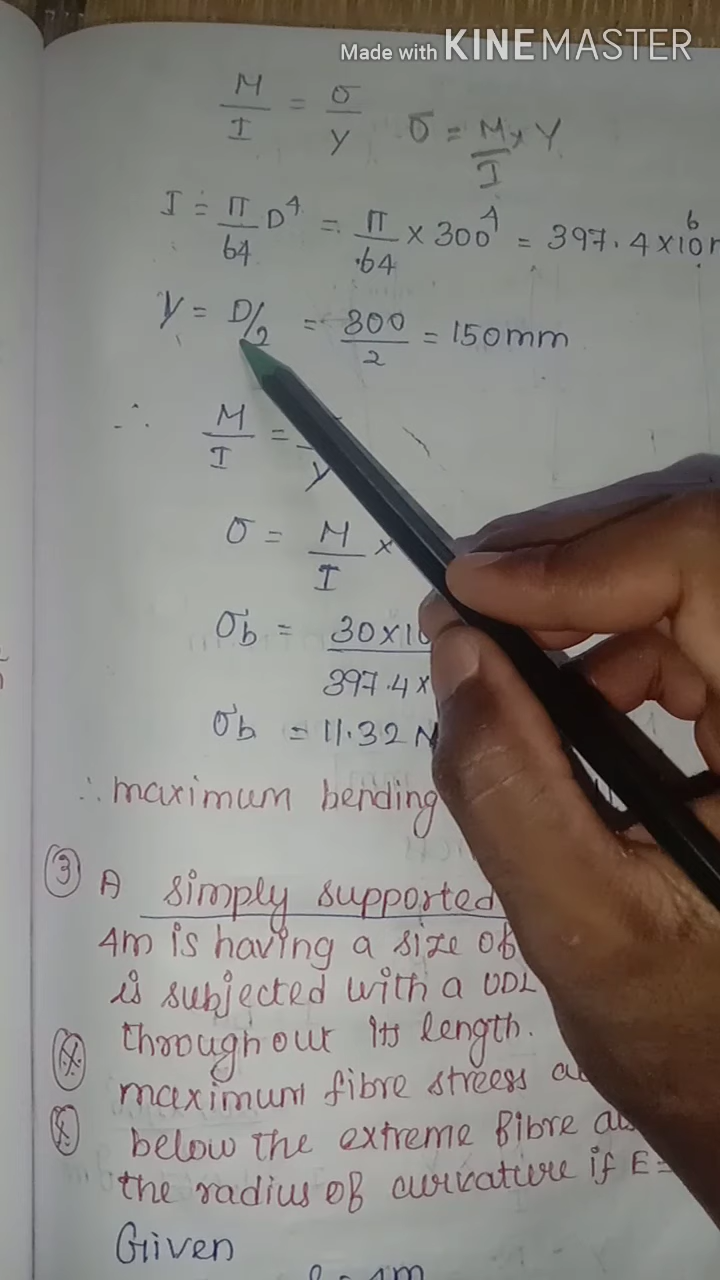 Made with KINEMASTER
M/I = σ/Y σ = M/I × Y
I = π/64 D⁴ = π/64 × 300⁴ = 397.4 × 10⁶
Y = D/2 = 300/2 = 150mm
∴ M/I = /Y
σ = M/I ×
σb = 30×10 / 397.4×
σb = 11.32 N
∴ maximum bending
③ A simply supported
4m is having a size of
is subjected with a UDL
throughout its length.
maximum fibre stress
below the extreme fibre
the radius of curvature if E=
Given